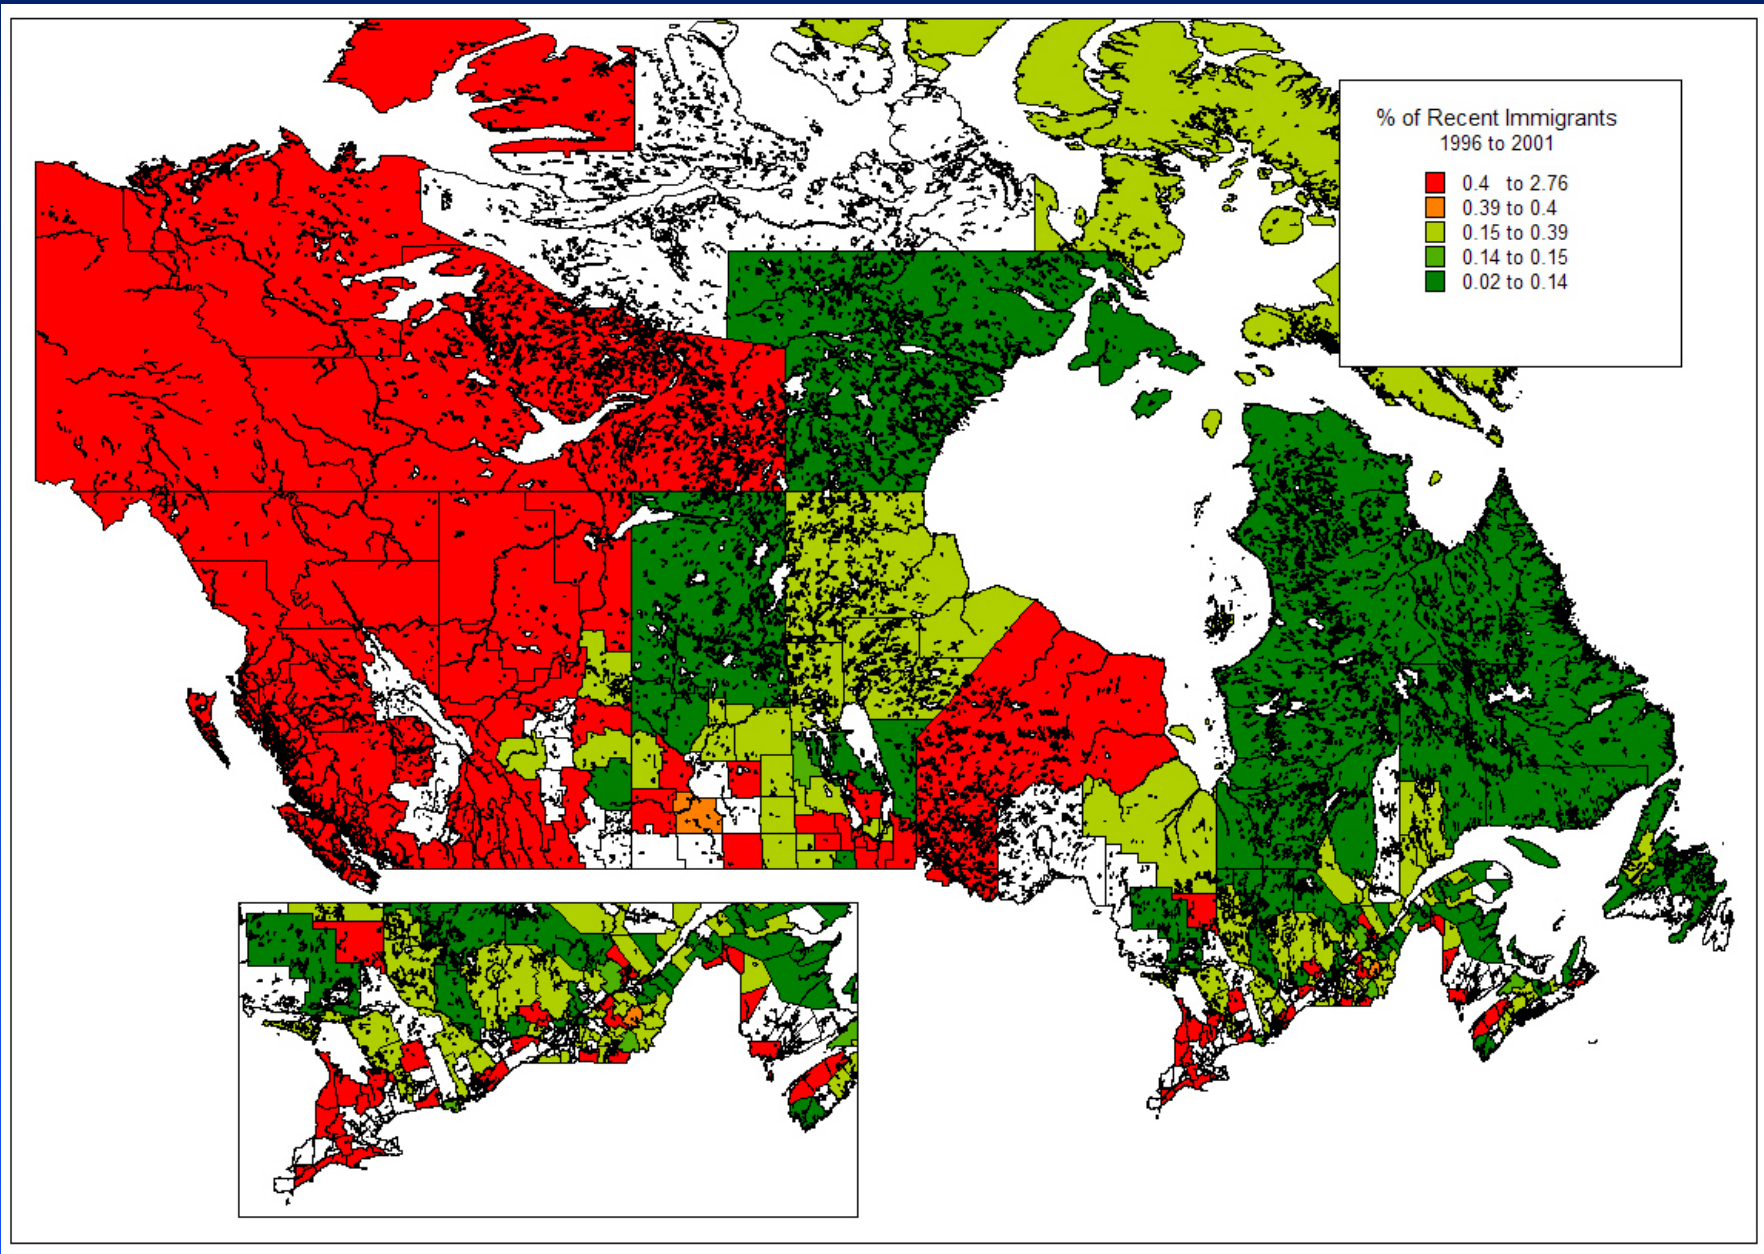 % of Recent Immigrants
1996 to 2001
0.4 to 2.76
0.39 to 0.4
0.15 to 0.39
0.14 to 0.15
0.02 to 0.14